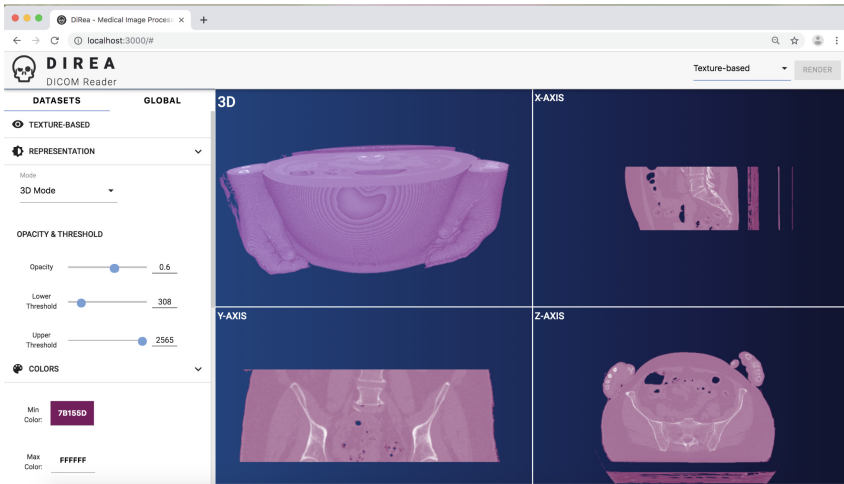 DiRea - Medical Image Proces
localhost:3000/#
DIREA
DICOM Reader
Texture-based
RENDER
DATASETS
GLOBAL
TEXTURE-BASED
REPRESENTATION
Mode
3D Mode
OPACITY & THRESHOLD
Opacity
0.6
Lower
Threshold
308
Upper
Threshold
2565
COLORS
Min
Color:
7B155D
Max
Color:
FFFFFF
3D
X-AXIS
Y-AXIS
Z-AXIS